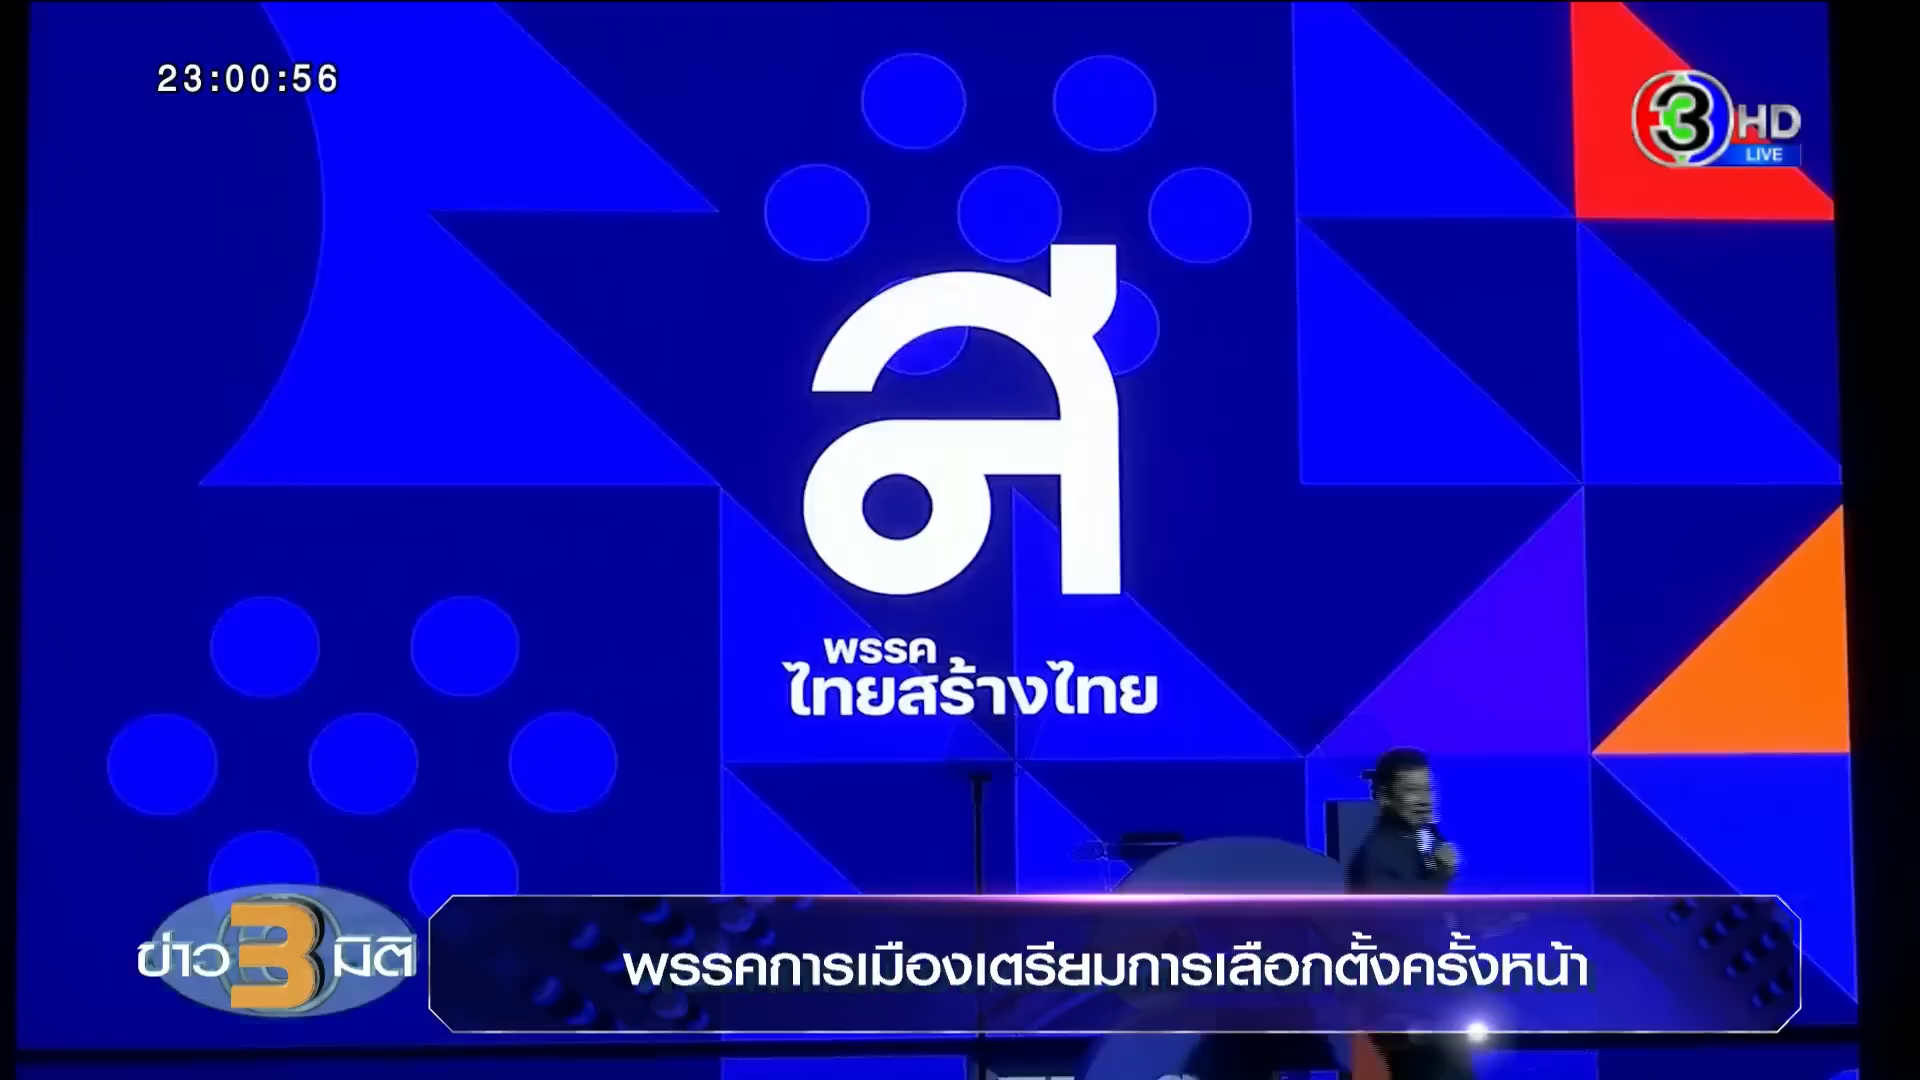 23:00:56
3 HD
LIVE
ส
พรรค
ไทยสร้างไทย
ข่าว 3 มิติ
พรรคการเมืองเตรียมการเลือกตั้งครั้งหน้า